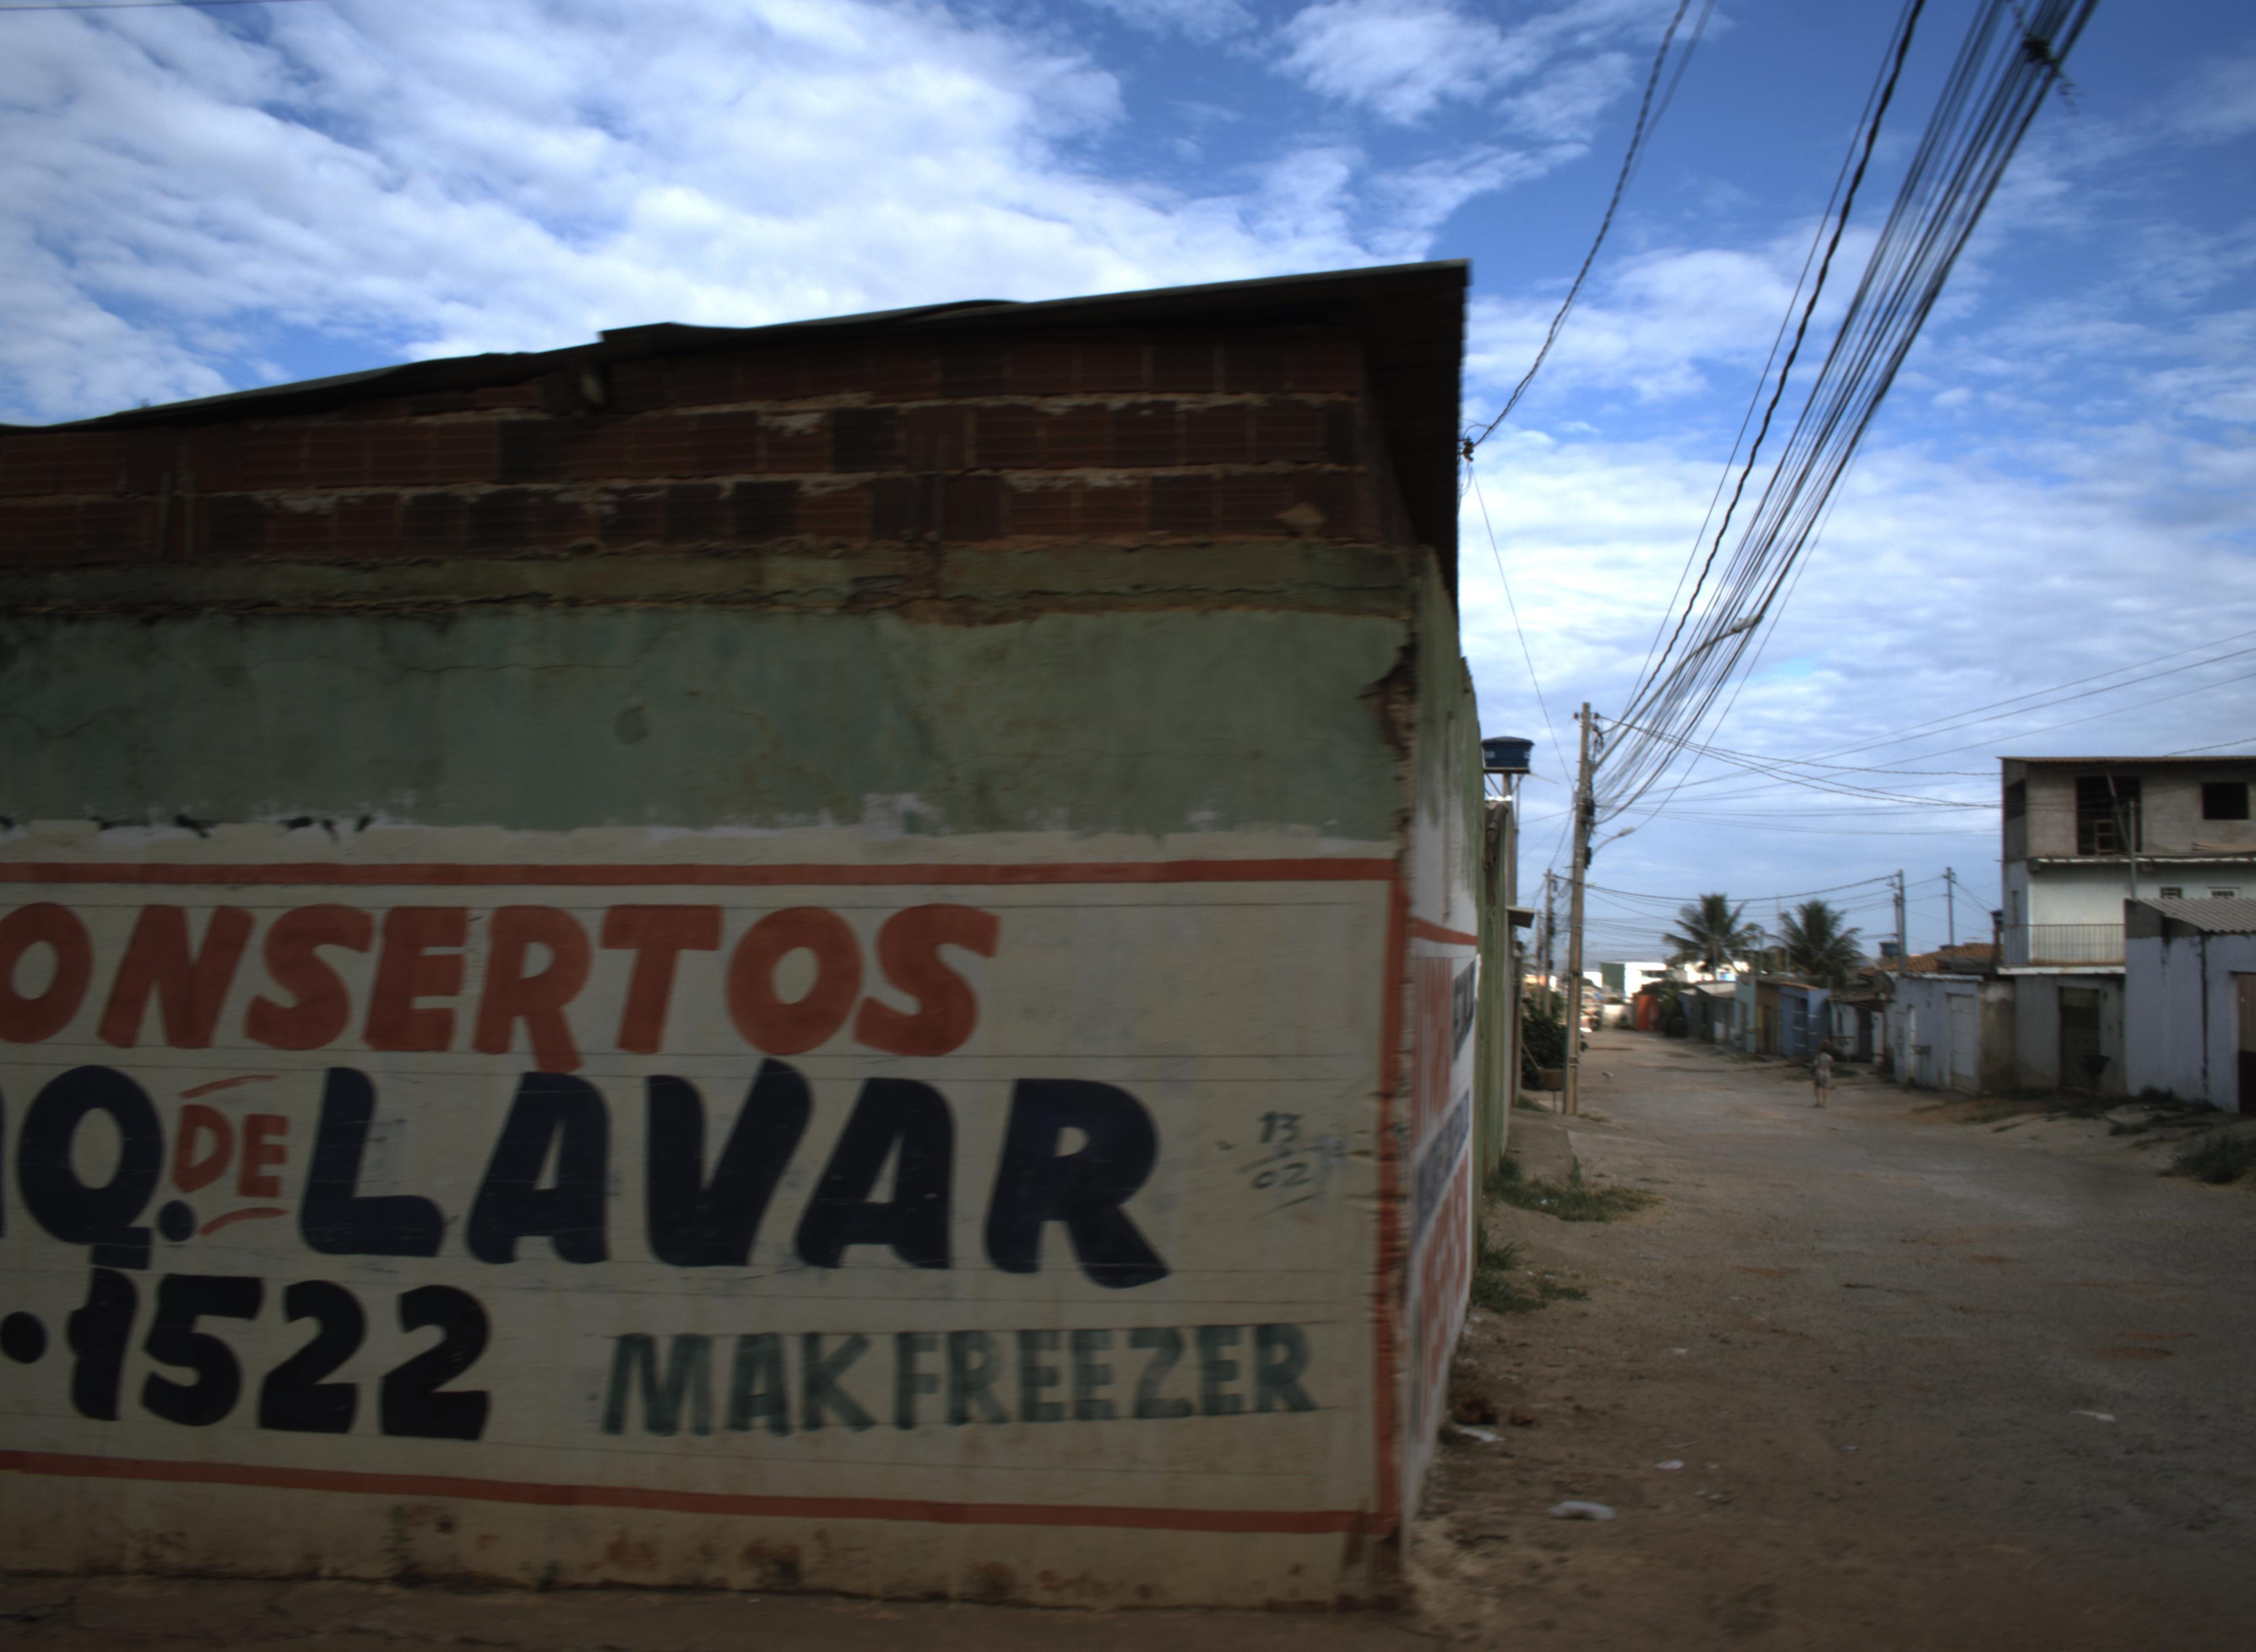 ONSERTOS
Q. DE LAVAR
13
02
.1522 MAKFREEZER